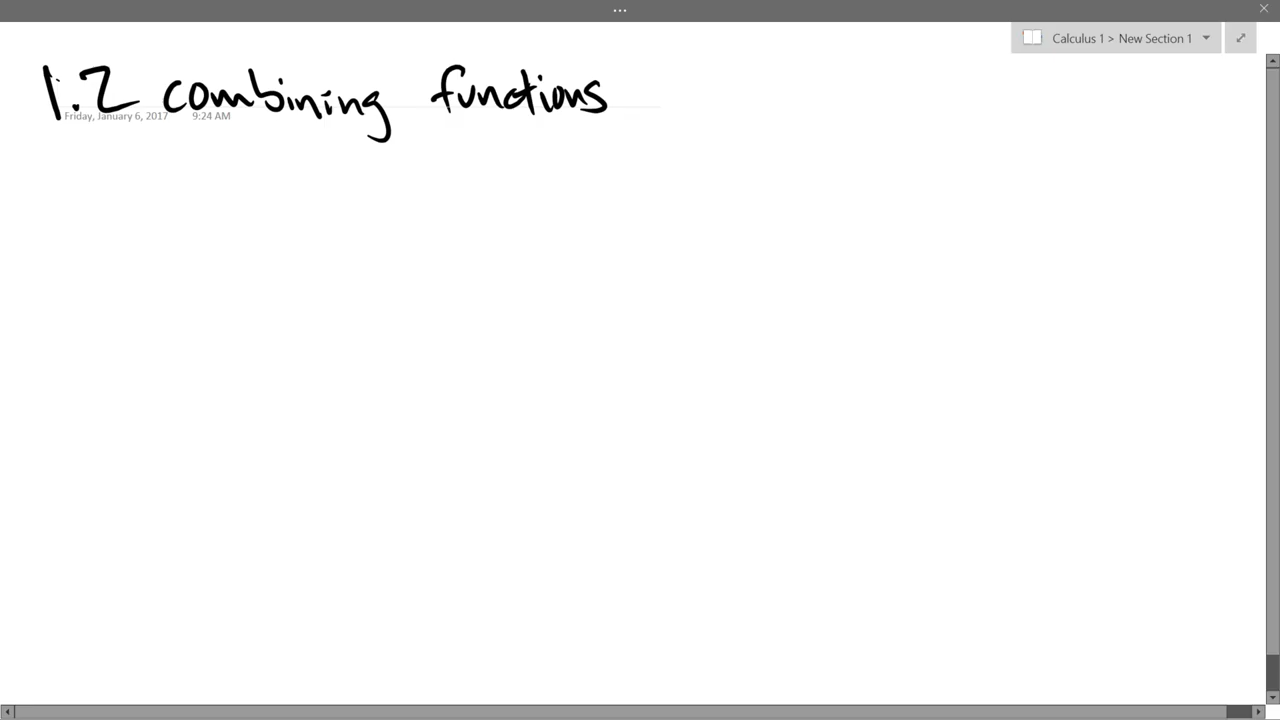 Calculus 1 > New Section 1
1.2 combining functions
Friday, January 6, 2017 9:24 AM